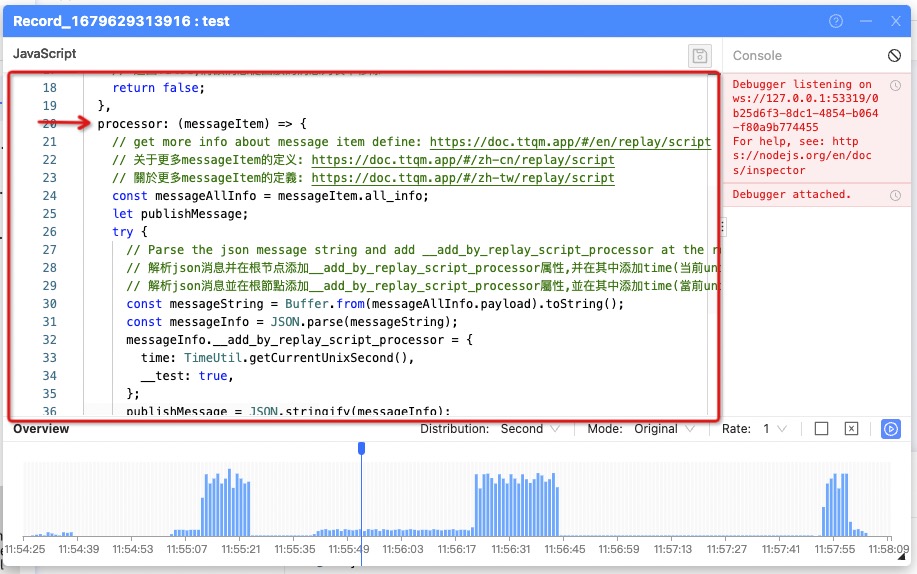 Record_1679629313916 : test
JavaScript
Console
18 return false;
19 },
20 processor: (messageItem) => {
21 // get more info about message item define: https://doc.ttqm.app/#/en/replay/script
22 // 关于更多messageItem的定义: https://doc.ttqm.app/#/zh-cn/replay/script
23 // 關於更多messageItem的定義: https://doc.ttqm.app/#/zh-tw/replay/script
24 const messageAllInfo = messageItem.all_info;
25 let publishMessage;
26 try {
27 // Parse the json message string and add __add_by_replay_script_processor at the r
28 // 解析json消息并在根节点添加__add_by_replay_script_processor属性,并在其中添加time(当前un
29 // 解析json消息並在根節點添加__add_by_replay_script_processor屬性,並在其中添加time(當前un
30 const messageString = Buffer.from(messageAllInfo.payload).toString();
31 const messageInfo = JSON.parse(messageString);
32 messageInfo.__add_by_replay_script_processor = {
33 time: TimeUtil.getCurrentUnixSecond(),
34 __test: true,
35 };
36 publishMessage = JSON.stringify(messageInfo);
Debugger listening on
ws://127.0.0.1:53319/0
b25d6f3-8dc1-4854-b064
-f80a9b774455
For help, see: http
s://nodejs.org/en/doc
s/inspector
Debugger attached.
Overview
Distribution: Second
Mode: Original
Rate: 1
11:54:25 11:54:39 11:54:53 11:55:07 11:55:21 11:55:35 11:55:49 11:56:03 11:56:17 11:56:31 11:56:45 11:56:59 11:57:13 11:57:27 11:57:41 11:57:55 11:58:09